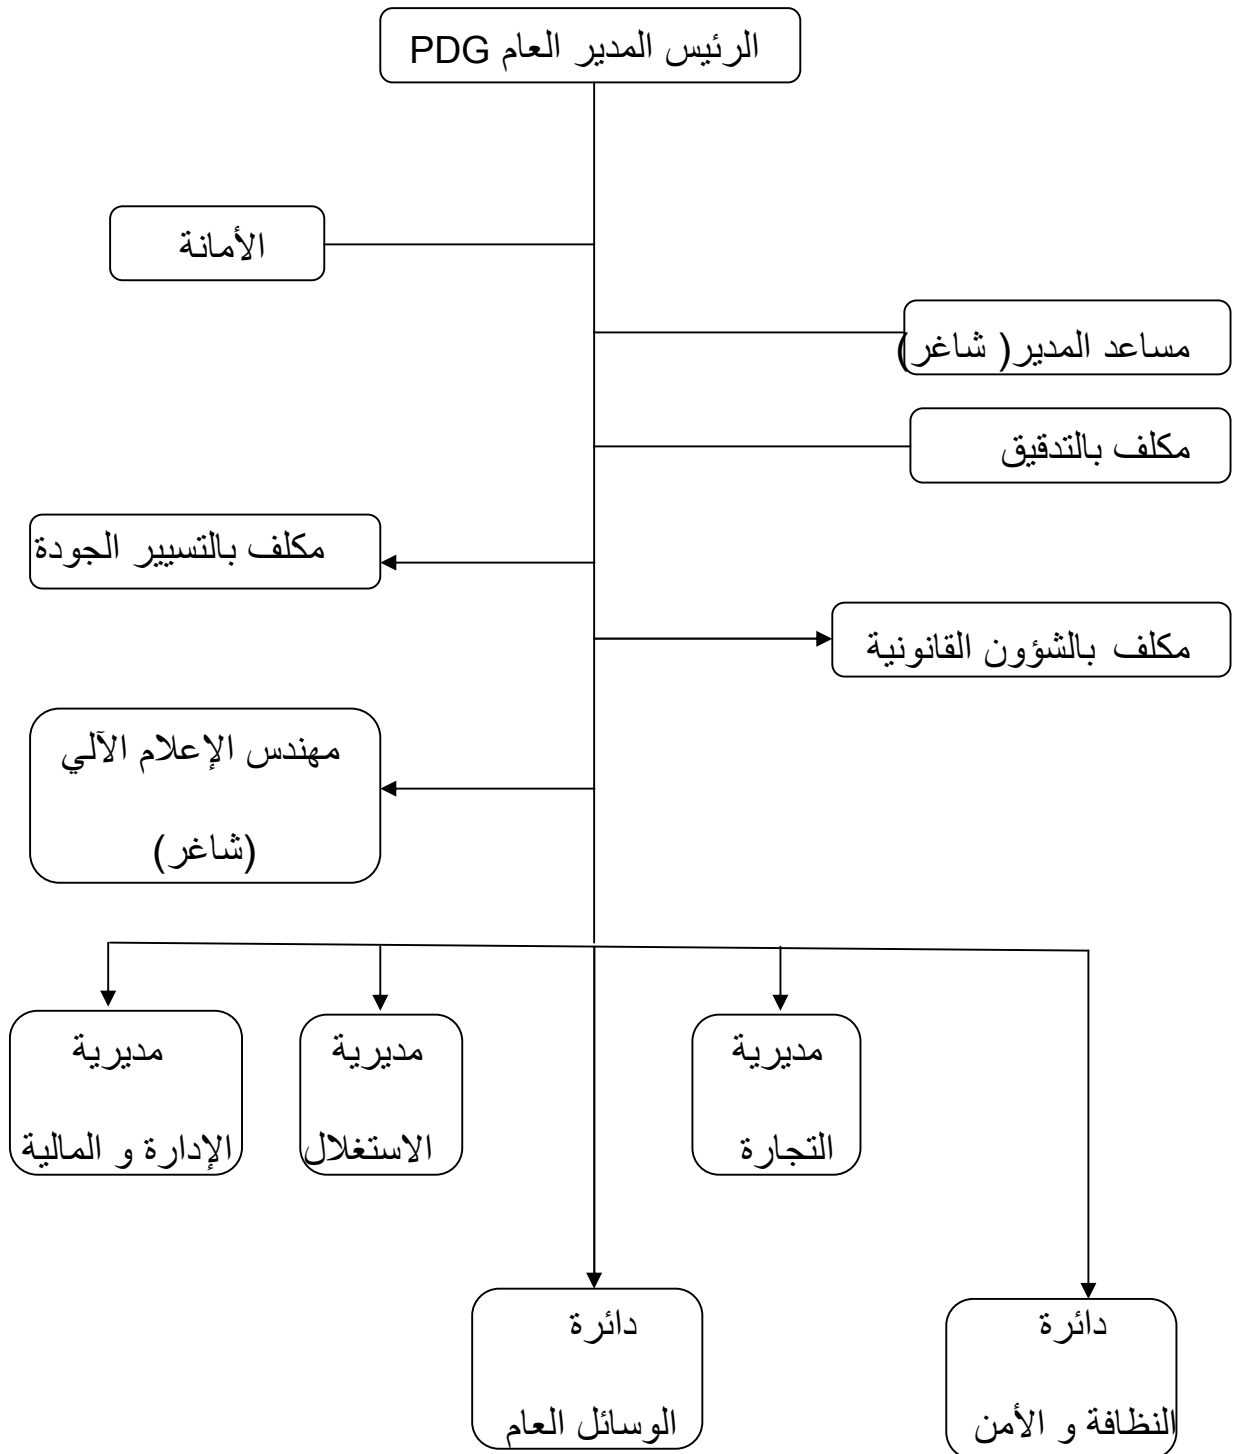 الرئيس المدير العام PDG
الأمانة
مساعد المدير( شاغر)
مكلف بالتدقيق
مكلف بالتسيير الجودة
مكلف بالشؤون القانونية
مهندس الإعلام الآلي
(شاغر)
مديرية
التجارة
مديرية
الاستغلال
مديرية
الإدارة و المالية
دائرة
النظافة و الأمن
دائرة
الوسائل العام